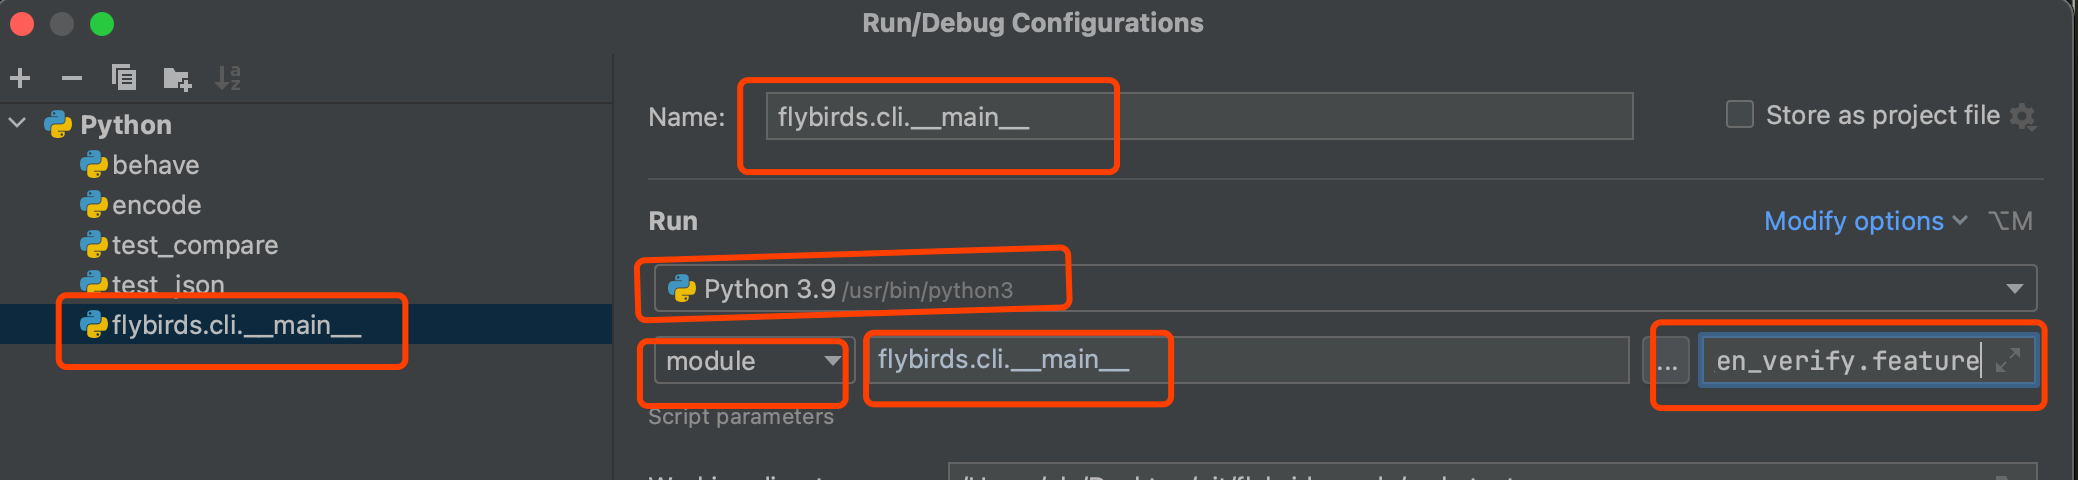 Run/Debug Configurations
Python
behave
encode
test_compare
test_json
flybirds.cli.__main__
Name:
flybirds.cli.__main__
Store as project file
Run
Modify options
⌥M
Python 3.9 /usr/bin/python3
module
flybirds.cli.__main__
...
en_verify.feature
Script parameters